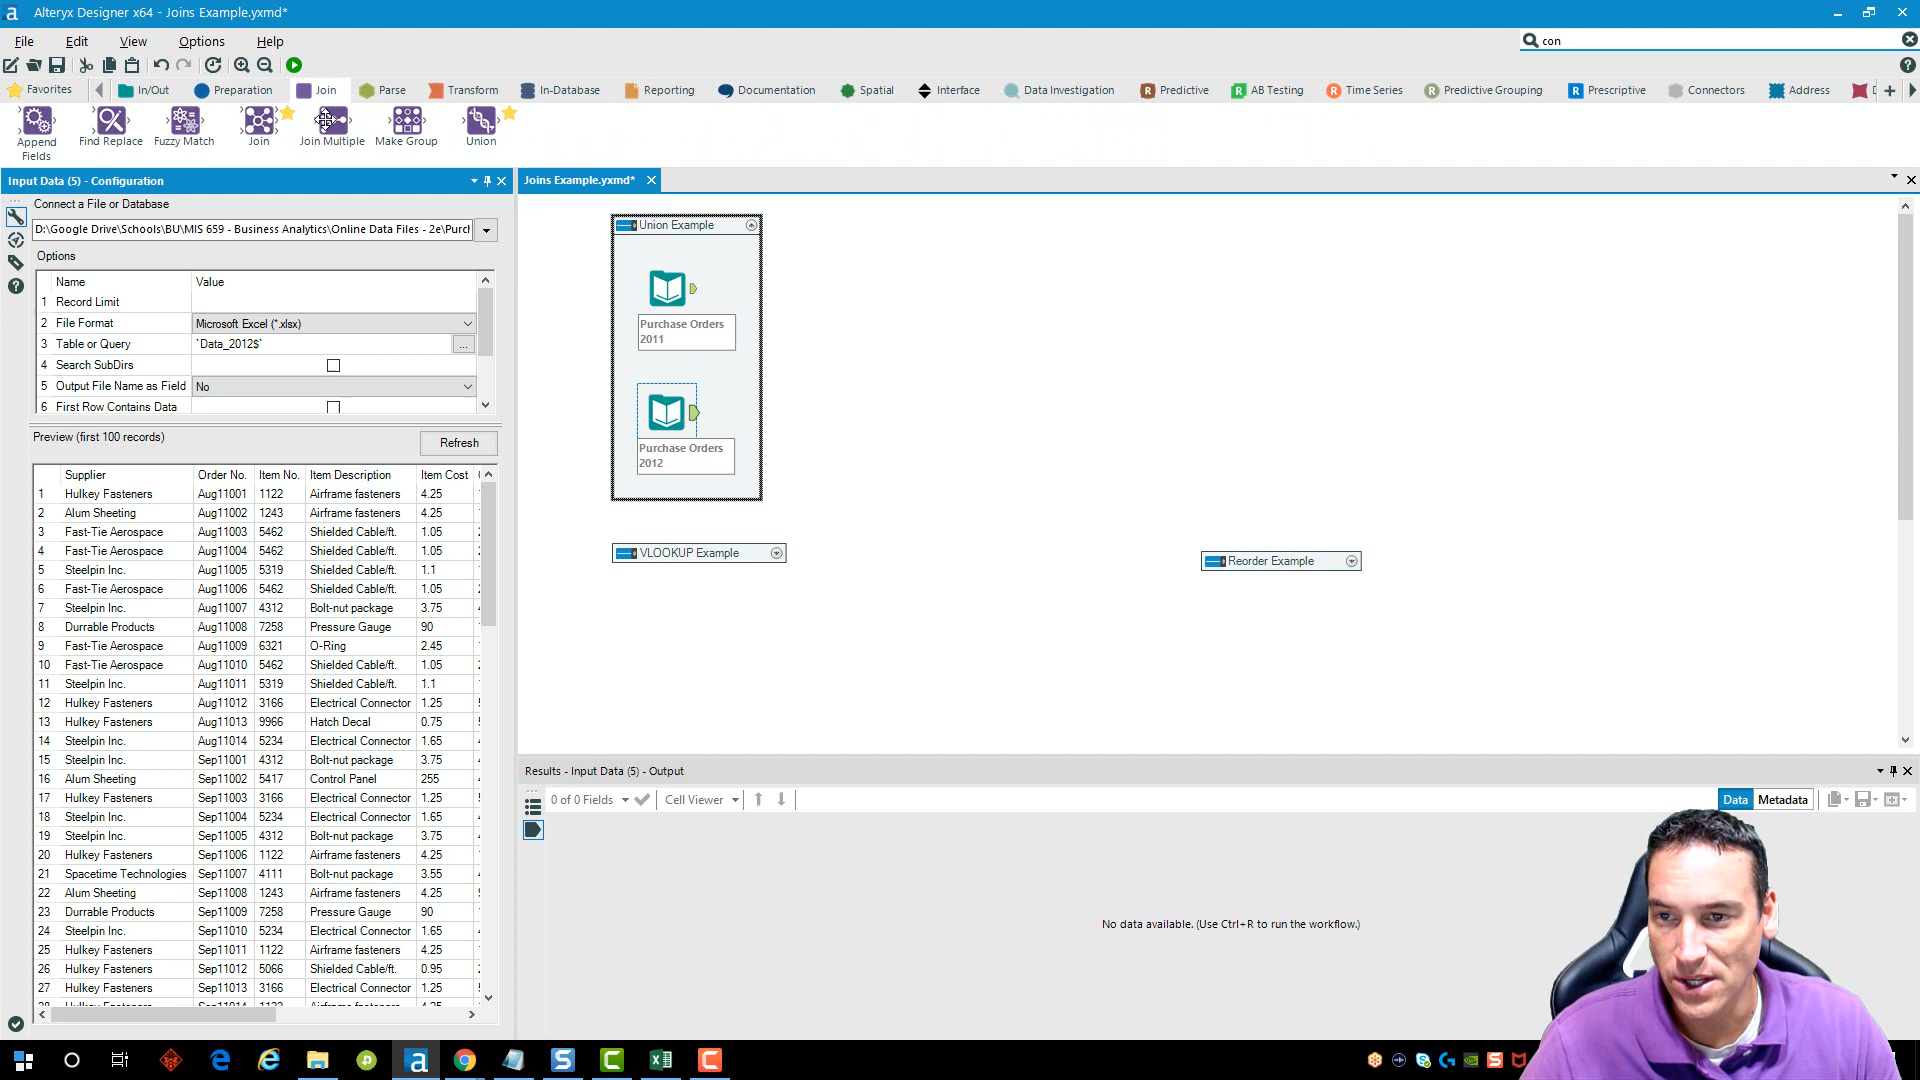 Alteryx Designer x64 - Joins Example.yxmd*
File Edit View Options Help
con
Favorites In/Out Preparation Join Parse Transform In-Database Reporting Documentation Spatial Interface Data Investigation Predictive AB Testing Time Series Predictive Grouping Prescriptive Connectors Address
Append Fields Find Replace Fuzzy Match Join Join Multiple Make Group Union
Input Data (5) - Configuration
Connect a File or Database
D:\Google Drive\Schools\BU\MIS 659 - Business Analytics\Online Data Files - 2e\Purch
Options
Name Value
1 Record Limit
2 File Format Microsoft Excel (*.xlsx)
3 Table or Query `Data_2012$` ...
4 Search SubDirs
5 Output File Name as Field No
6 First Row Contains Data
Preview (first 100 records) Refresh
Supplier Order No. Item No. Item Description Item Cost
1 Hulkey Fasteners Aug11001 1122 Airframe fasteners 4.25
2 Alum Sheeting Aug11002 1243 Airframe fasteners 4.25
3 Fast-Tie Aerospace Aug11003 5462 Shielded Cable/ft. 1.05
4 Fast-Tie Aerospace Aug11004 5462 Shielded Cable/ft. 1.05
5 Steelpin Inc. Aug11005 5319 Shielded Cable/ft. 1.1
6 Fast-Tie Aerospace Aug11006 5462 Shielded Cable/ft. 1.05
7 Steelpin Inc. Aug11007 4312 Bolt-nut package 3.75
8 Durrable Products Aug11008 7258 Pressure Gauge 90
9 Fast-Tie Aerospace Aug11009 6321 O-Ring 2.45
10 Fast-Tie Aerospace Aug11010 5462 Shielded Cable/ft. 1.05
11 Steelpin Inc. Aug11011 5319 Shielded Cable/ft. 1.1
12 Hulkey Fasteners Aug11012 3166 Electrical Connector 1.25
13 Hulkey Fasteners Aug11013 9966 Hatch Decal 0.75
14 Steelpin Inc. Aug11014 5234 Electrical Connector 1.65
15 Steelpin Inc. Sep11001 4312 Bolt-nut package 3.75
16 Alum Sheeting Sep11002 5417 Control Panel 255
17 Hulkey Fasteners Sep11003 3166 Electrical Connector 1.25
18 Steelpin Inc. Sep11004 5234 Electrical Connector 1.65
19 Steelpin Inc. Sep11005 4312 Bolt-nut package 3.75
20 Hulkey Fasteners Sep11006 1122 Airframe fasteners 4.25
21 Spacetime Technologies Sep11007 4111 Bolt-nut package 3.55
22 Alum Sheeting Sep11008 1243 Airframe fasteners 4.25
23 Durrable Products Sep11009 7258 Pressure Gauge 90
24 Steelpin Inc. Sep11010 5234 Electrical Connector 1.65
25 Hulkey Fasteners Sep11011 1122 Airframe fasteners 4.25
26 Hulkey Fasteners Sep11012 5066 Shielded Cable/ft. 0.95
27 Hulkey Fasteners Sep11013 3166 Electrical Connector 1.25
Joins Example.yxmd*
Union Example
Purchase Orders
2011
Purchase Orders
2012
VLOOKUP Example
Reorder Example
Results - Input Data (5) - Output
0 of 0 Fields Cell Viewer Data Metadata
No data available. (Use Ctrl+R to run the workflow.)